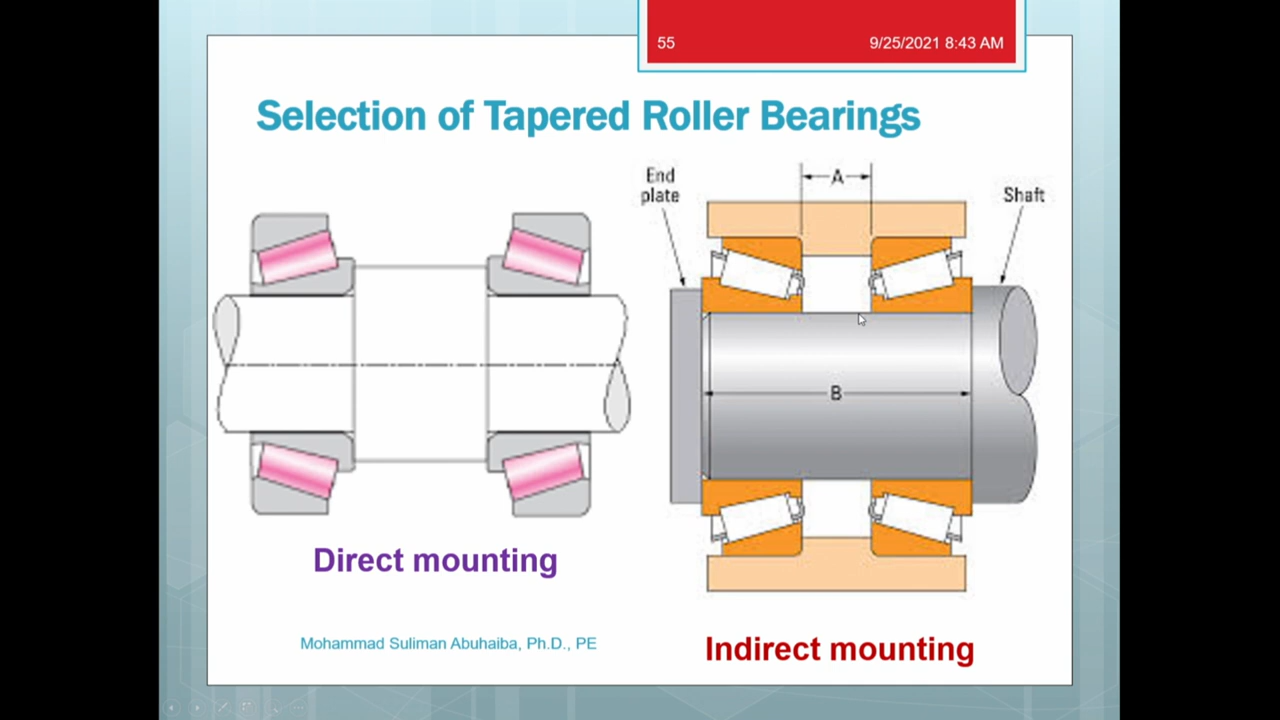 55
9/25/2021 8:43 AM
Selection of Tapered Roller Bearings
End
plate
A
Shaft
B
Direct mounting
Indirect mounting
Mohammad Suliman Abuhaiba, Ph.D., PE